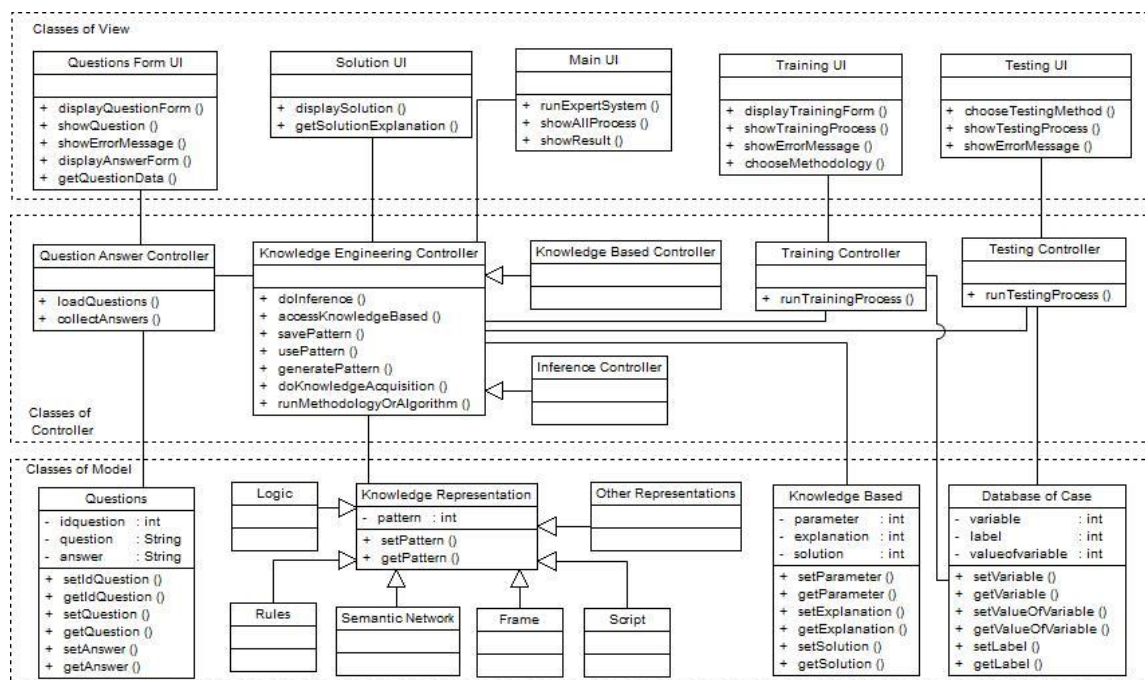 Classes of View
Questions Form UI
+ displayQuestionForm ()
+ showQuestion ()
+ showErrorMessage ()
+ displayAnswerForm ()
+ getQuestionData ()
Solution UI
+ displaySolution ()
+ getSolutionExplanation ()
Main UI
+ runExpertSystem ()
+ showAllProcess ()
+ showResult ()
Training UI
+ displayTrainingForm ()
+ showTrainingProcess ()
+ showErrorMessage ()
+ chooseMethodology ()
Testing UI
+ chooseTestingMethod ()
+ showTestingProcess ()
+ showErrorMessage ()
Question Answer Controller
+ loadQuestions ()
+ collectAnswers ()
Knowledge Engineering Controller
+ doInference ()
+ accessKnowledgeBased ()
+ savePattern ()
+ usePattern ()
+ generatePattern ()
+ doKnowledgeAcquisition ()
+ runMethodologyOrAlgorithm ()
Knowledge Based Controller
Inference Controller
Training Controller
+ runTrainingProcess ()
Testing Controller
+ runTestingProcess ()
Classes of
Controller
Classes of Model
Questions
- idquestion : int
- question : String
- answer : String
+ setIdQuestion ()
+ getIdQuestion ()
+ setQuestion ()
+ getQuestion ()
+ setAnswer ()
+ getAnswer ()
Logic
Knowledge Representation
- pattern : int
+ setPattern ()
+ getPattern ()
Other Representations
Rules
Semantic Network
Frame
Script
Knowledge Based
- parameter : int
- explanation : int
- solution : int
+ setParameter ()
+ getParameter ()
+ setExplanation ()
+ getExplanation ()
+ setSolution ()
+ getSolution ()
Database of Case
- variable : int
- label : int
- valueofvariable : int
+ setVariable ()
+ getVariable ()
+ setValueOfVariable ()
+ getValueOfVariable ()
+ setLabel ()
+ getLabel ()